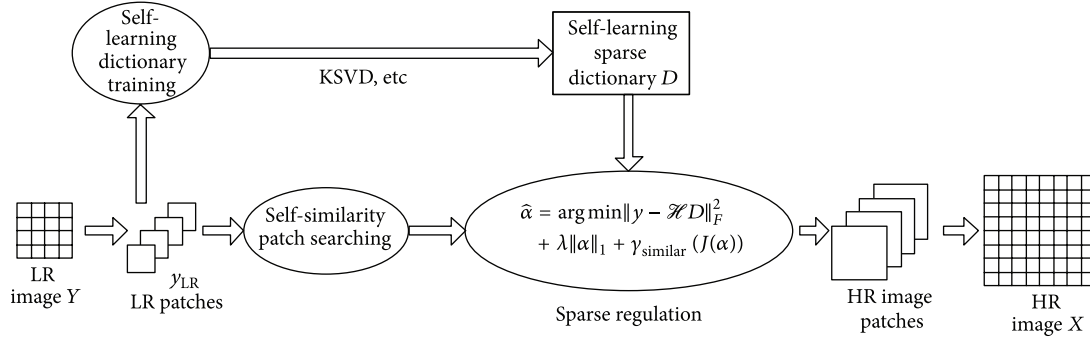 Self-
learning
dictionary
training
KSVD, etc
Self-learning
sparse
dictionary D
LR
image Y
y_LR
LR patches
Self-similarity
patch searching
α̂ = arg min‖y − ℋD‖²_F
+ λ‖α‖₁ + γ_similar (J(α))
Sparse regulation
HR image
patches
HR
image X